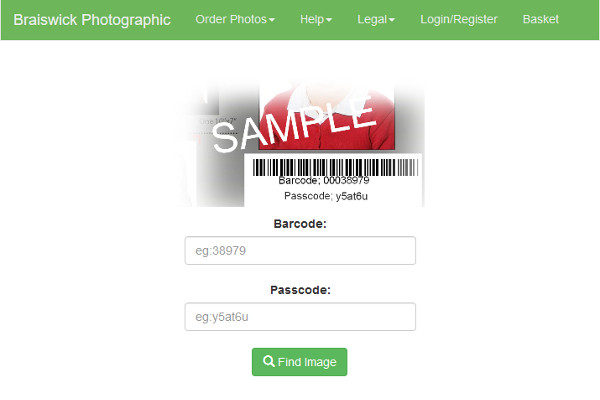 Braiswick Photographic Order Photos Help Legal Login/Register Basket
SAMPLE
Barcode; 00038979
Passcode; y5at6u
Barcode:
eg:38979
Passcode:
eg:y5at6u
Find Image